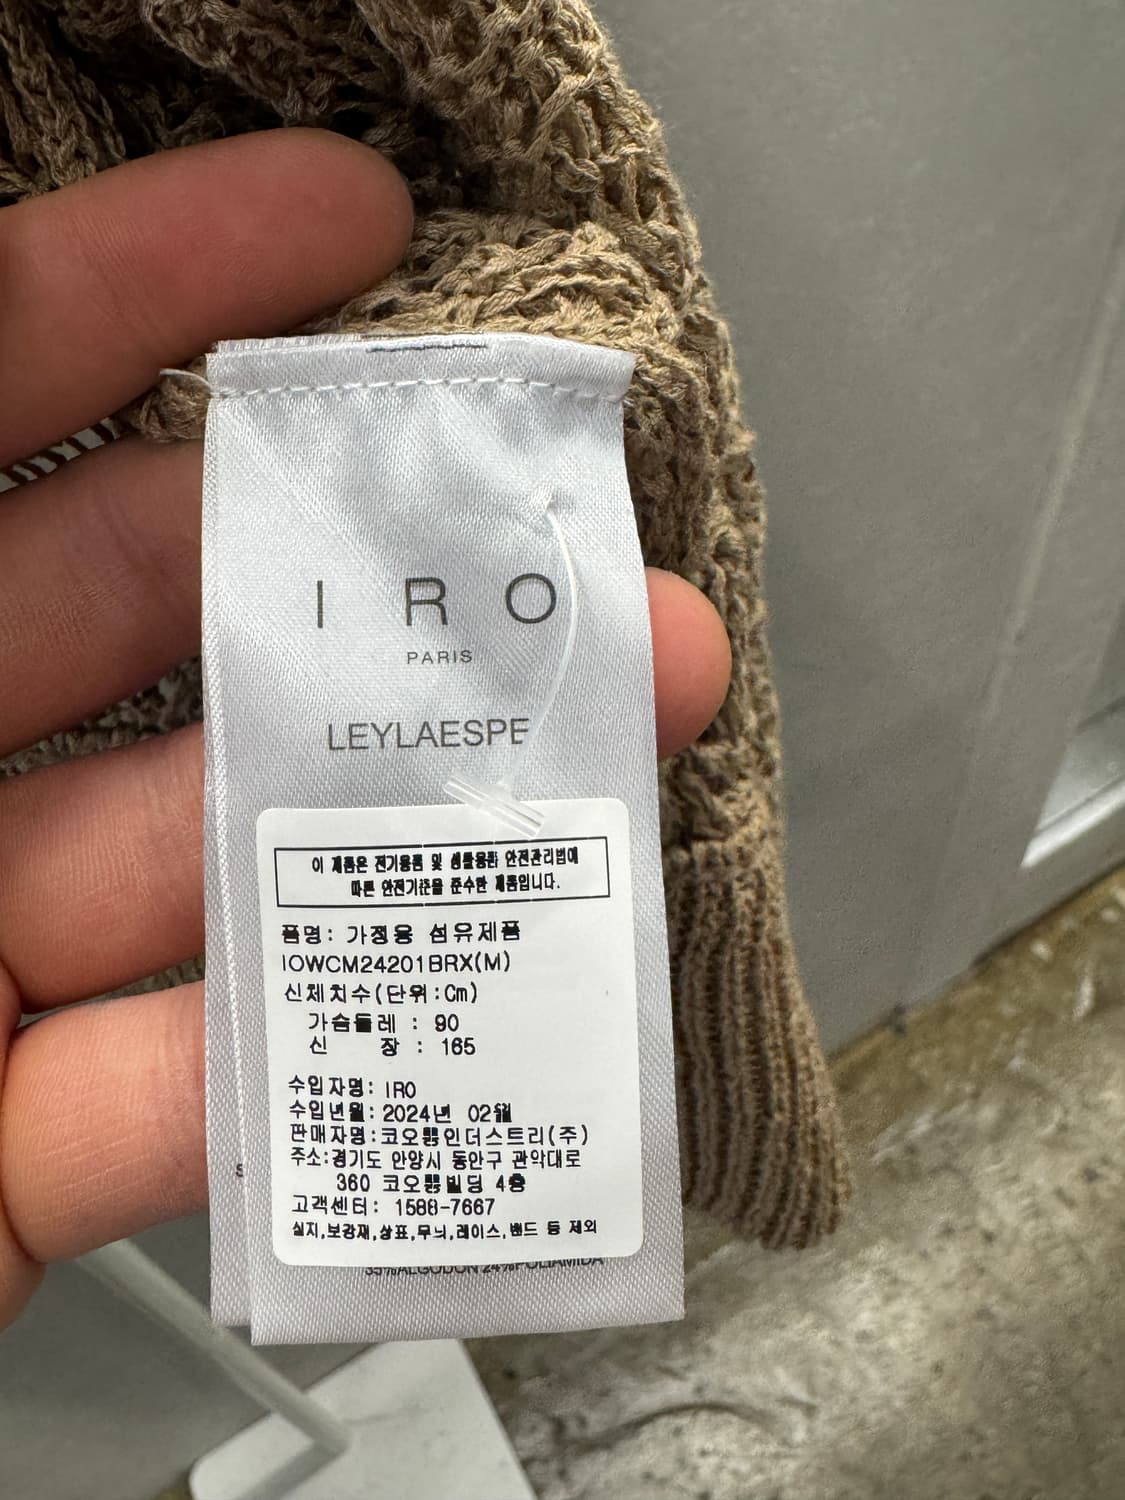 I R O
PARIS
LEYLAESPE
이 제품은 전기용품 및 생활용품 안전관리법에
따른 안전기준을 준수한 제품입니다.
품명: 가정용 섬유제품
IOWCM24201BRX(M)
신체치수(단위:Cm)
가슴둘레 : 90
신 장 : 165
수입자명: IRO
수입년월: 2024년 02월
판매자명:코오롱인더스트리(주)
주소:경기도 안양시 동안구 관악대로
360 코오롱빌딩 4층
고객센터: 1588-7667
실지,보강재,상표,무늬,레이스,밴드 등 제외
35%ALGODON 24%POLIAMIDA